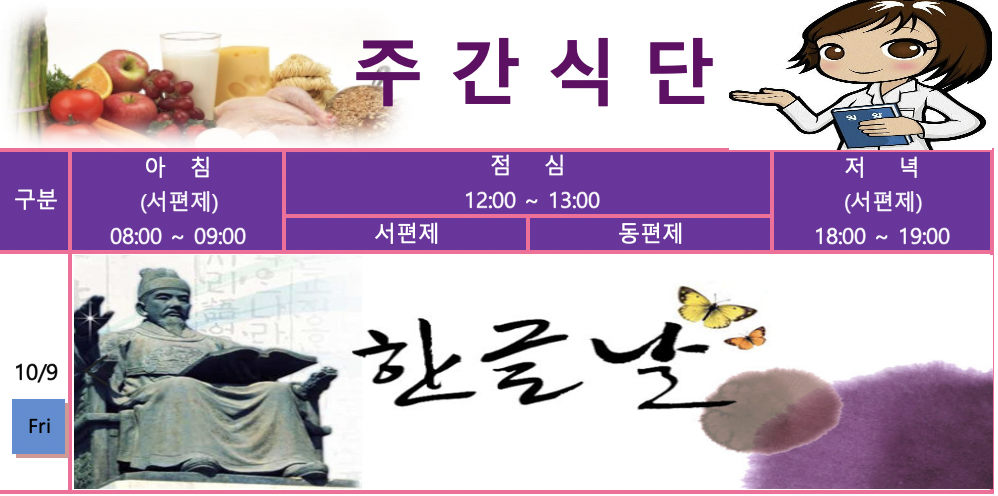 주 간 식 단
구분
아 침
(서편제)
08:00 ~ 09:00
점 심
12:00 ~ 13:00
서편제
동편제
저 녁
(서편제)
18:00 ~ 19:00
10/9
Fri
한글날